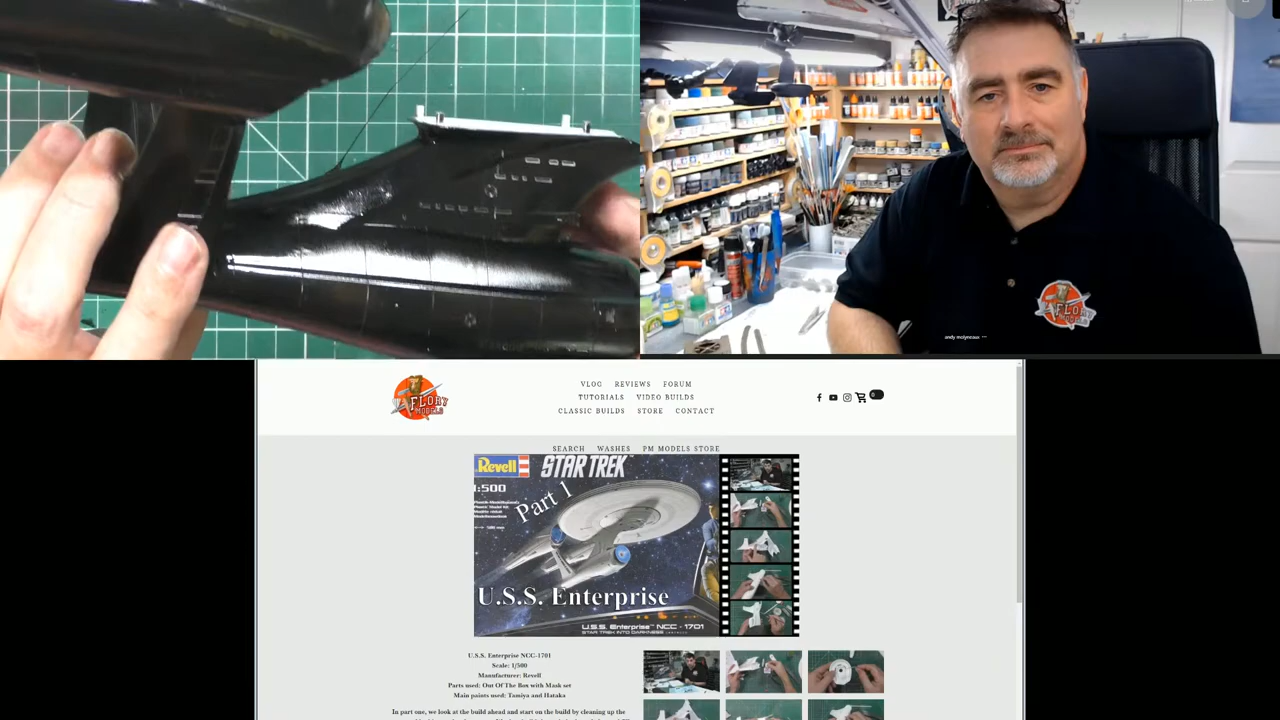 andy molyneaux
FLORY
MODELS
VLOG REVIEWS FORUM
TUTORIALS VIDEO BUILDS
CLASSIC BUILDS STORE CONTACT
0
SEARCH WASHES PM MODELS STORE
Revell
STAR TREK
1:500
Part 1
U.S.S. Enterprise
U.S.S. Enterprise™ NCC - 1701
STAR TREK INTO DARKNESS
U.S.S. Enterprise NCC-1701
Scale: 1/500
Manufacturer: Revell
Parts used: Out Of The Box with Mask set
Main paints used: Tamiya and Hataka
In part one, we look at the build ahead and start on the build by cleaning up the